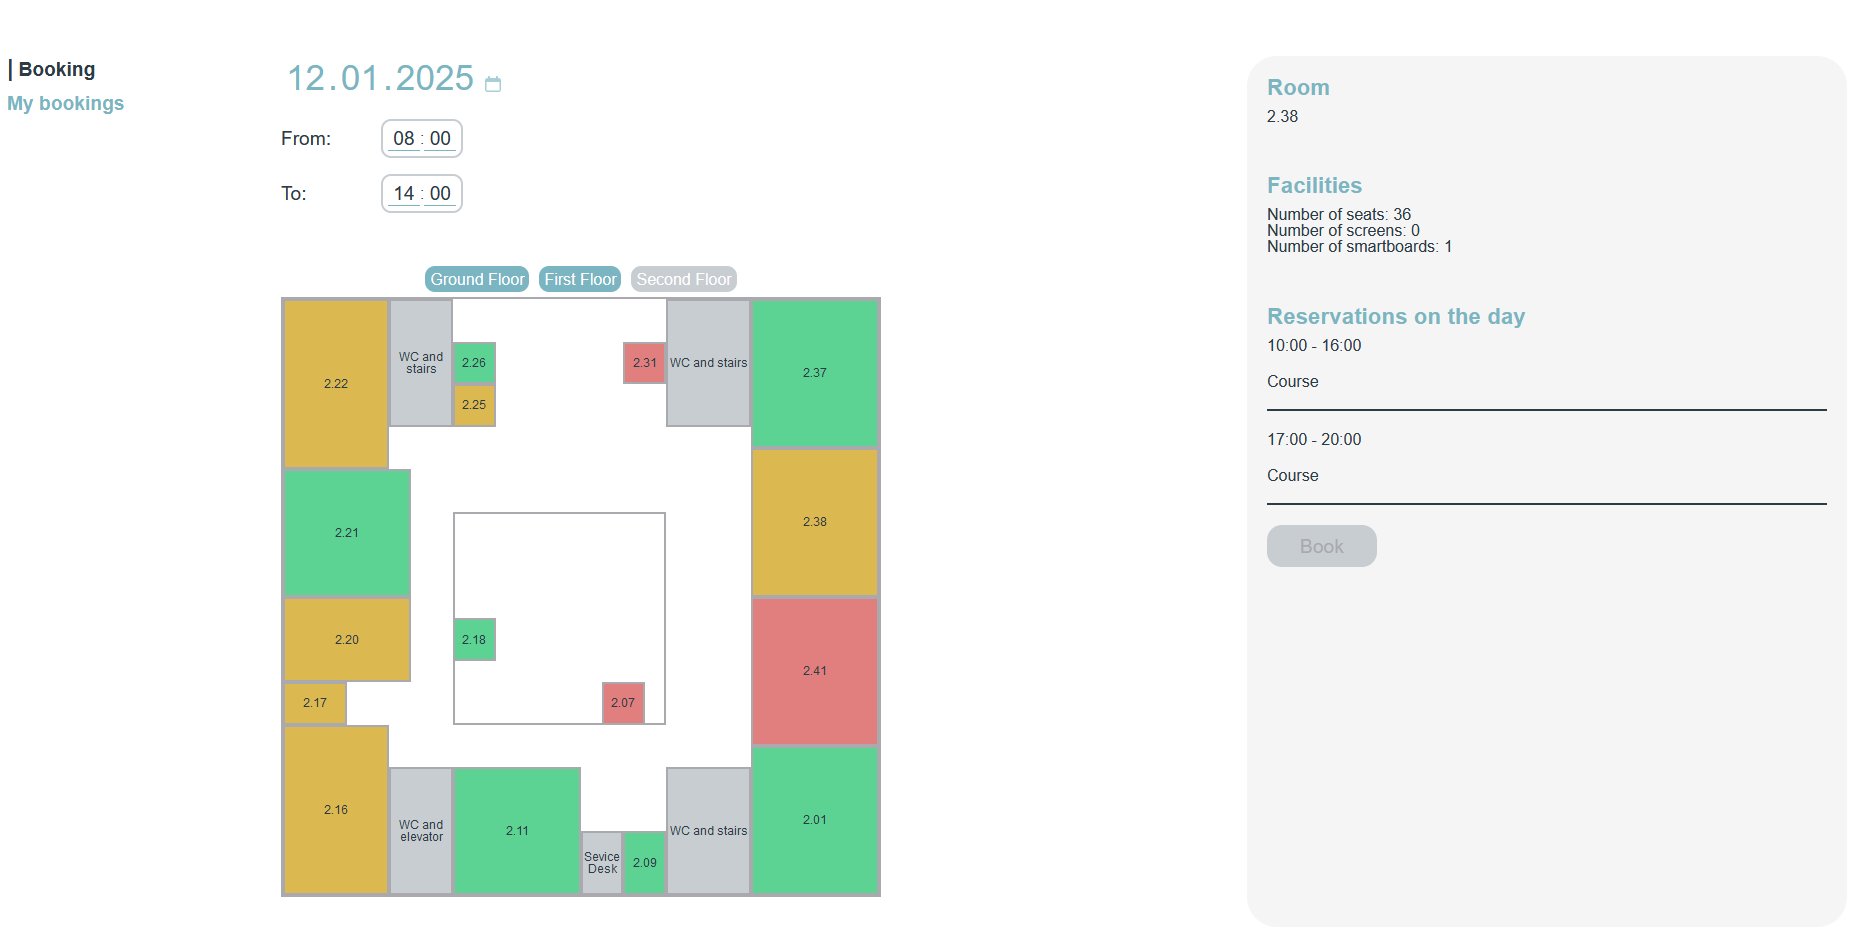 | Booking
My bookings
12.01.2025
From:
08 : 00
To:
14 : 00
Ground Floor
First Floor
Second Floor
2.22
WC and
stairs
2.26
2.25
2.31
WC and stairs
2.37
2.21
2.38
2.20
2.18
2.41
2.17
2.07
2.16
WC and
elevator
2.11
Sevice
Desk
2.09
WC and stairs
2.01
Room
2.38
Facilities
Number of seats: 36
Number of screens: 0
Number of smartboards: 1
Reservations on the day
10:00 - 16:00
Course
17:00 - 20:00
Course
Book